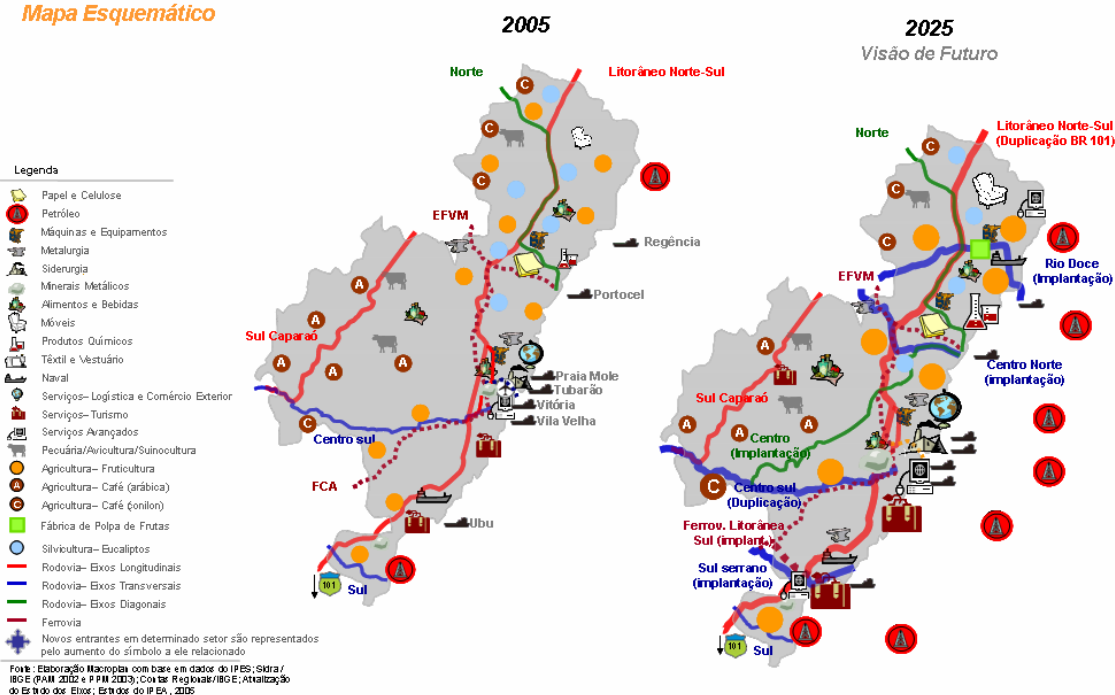 Mapa Esquemático
2005
2025
Visão de Futuro
Norte
Litorâneo Norte-Sul
EFVM
Regência
Portocel
Sul Caparaó
Praia Mole
Tubarão
Vitória
Vila Velha
Centro sul
FCA
Ubu
101
Sul
A
A
A
A
A
C
C
C
C
Norte
Litorâneo Norte-Sul
(Duplicação BR 101)
EFVM
Rio Doce
(Implantação)
Centro Norte
(implantação)
Sul Caparaó
Centro
(Implantação)
Centro sul
(Duplicação)
Ferrov. Litorânea
Sul (implant.)
Sul serrano
(implantação)
101
Sul
A
A
A
A
C
C
C
C
Legenda
Papel e Celulose
Petróleo
Máquinas e Equipamentos
Metalurgia
Siderurgia
Minerais Metálicos
Alimentos e Bebidas
Móveis
Produtos Químicos
Têxtil e Vestuário
Naval
Serviços–Logística e Comércio Exterior
Serviços–Turismo
Serviços Avançados
Pecuária/Avicultura/Suinocultura
Agricultura–Fruticultura
A Agricultura–Café (arábica)
C Agricultura–Café (conilon)
Fábrica de Polpa de Frutas
Silvicultura–Eucaliptos
Rodovia–Eixos Longitudinais
Rodovia–Eixos Transversais
Rodovia–Eixos Diagonais
Ferrovia
Novos entrantes em determinado setor são representados
pelo aumento do símbolo a ele relacionado
Fonte: Elaboração Macroplan com base em dados do IPES; Sidra/
IBGE (PAM 2002 e PPM 2003); Contas Regionais/IBGE; Atualização
do Estudo dos Eixos; Estudos do IPEA, 2005